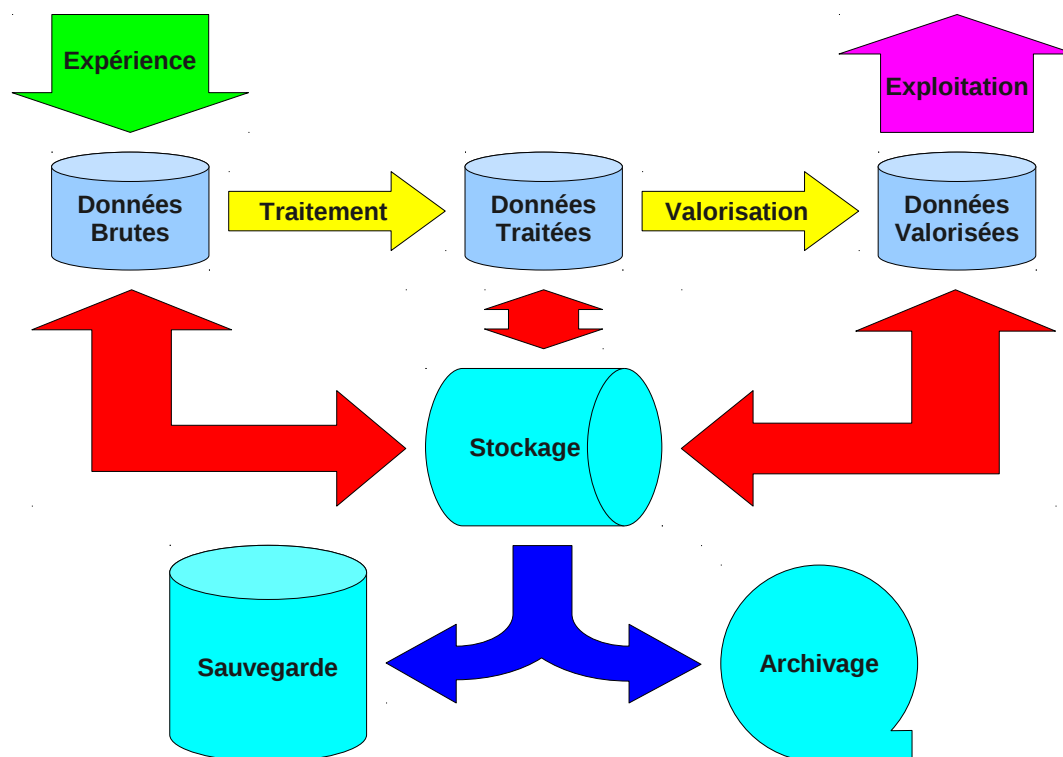 Expérience
Exploitation
Données
Brutes
Traitement
Données
Traitées
Valorisation
Données
Valorisées
Stockage
Sauvegarde
Archivage